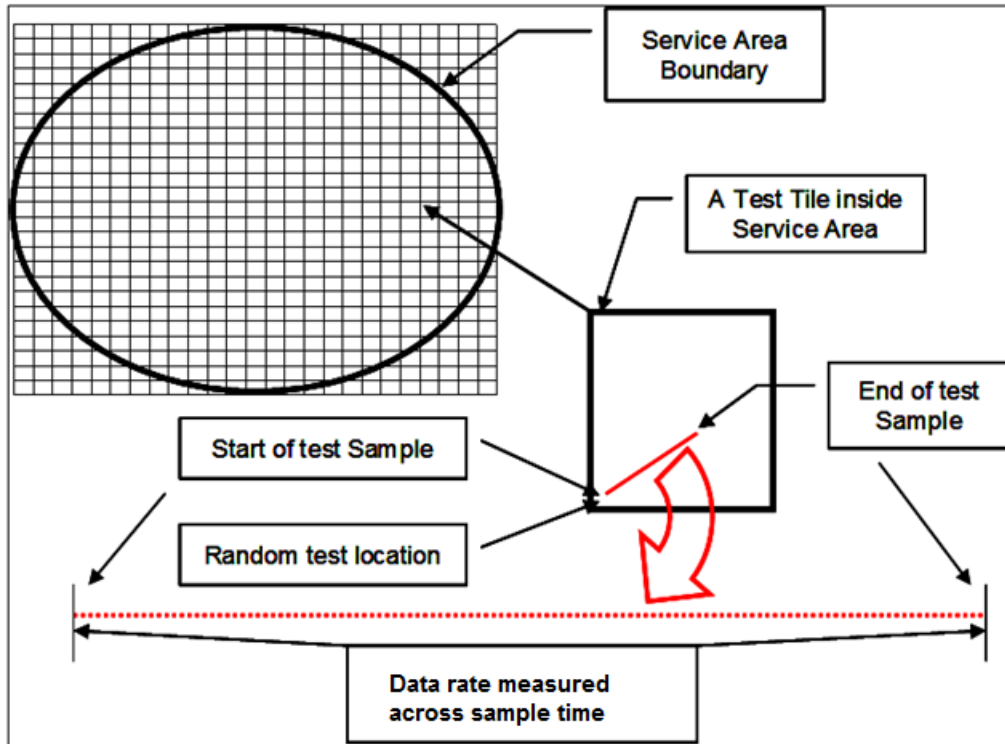 Service Area
Boundary
A Test Tile inside
Service Area
End of test
Sample
Start of test Sample
Random test location
Data rate measured
across sample time